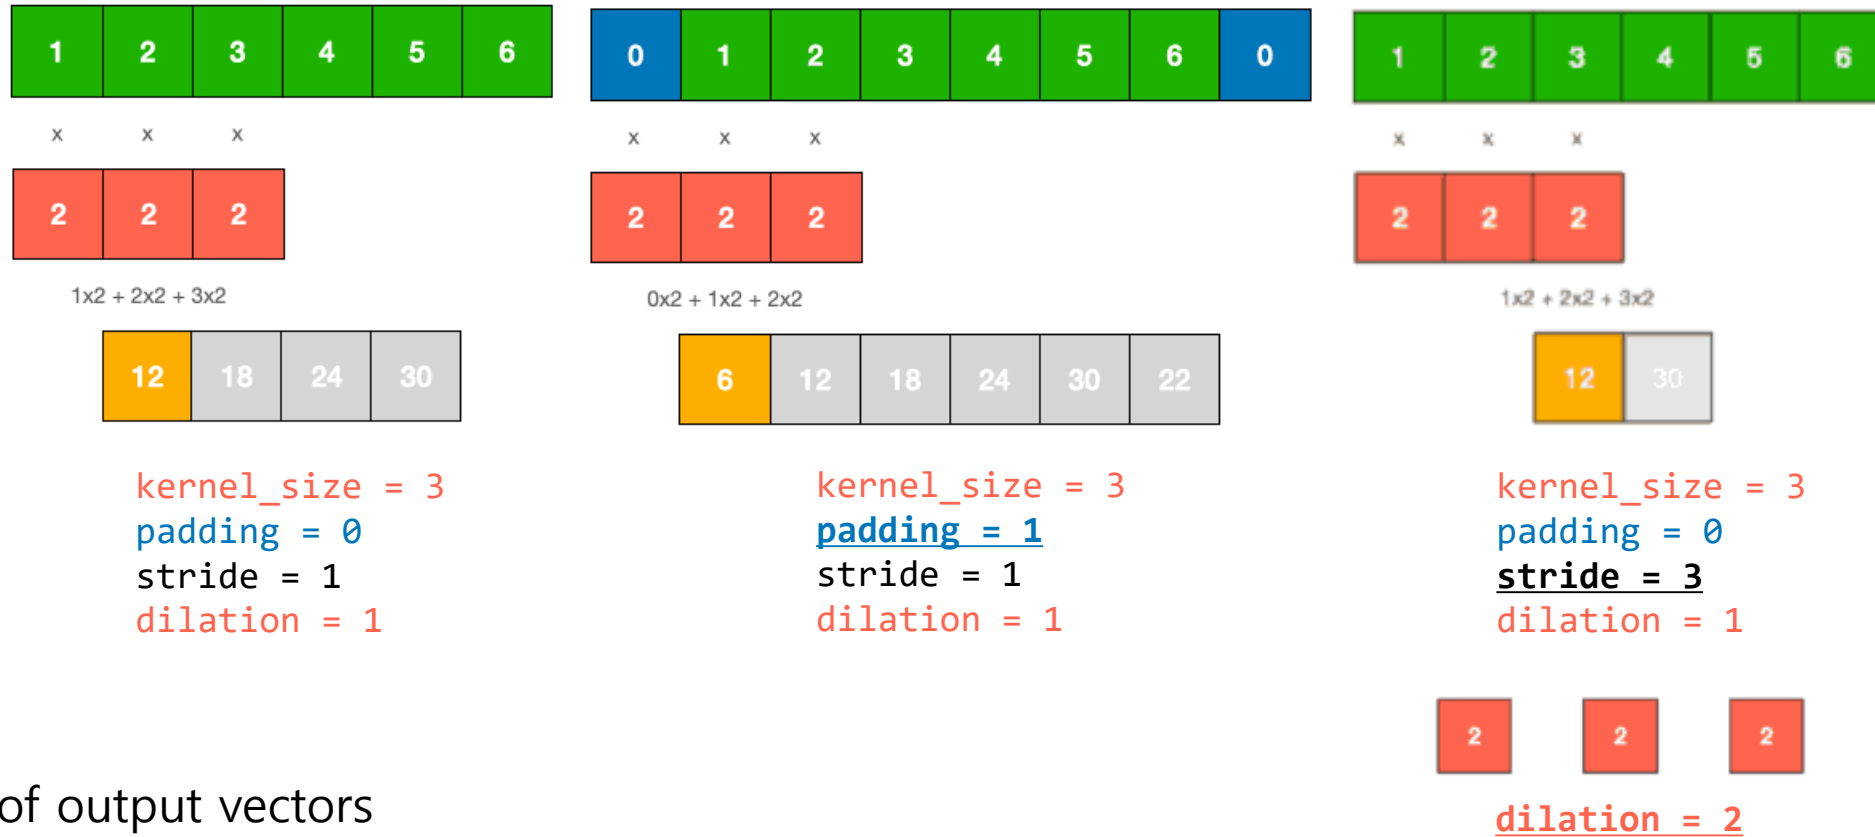 1 2 3 4 5 6
x x x
2 2 2
1x2 + 2x2 + 3x2
12 18 24 30
kernel_size = 3
padding = 0
stride = 1
dilation = 1
0 1 2 3 4 5 6 0
x x x
2 2 2
0x2 + 1x2 + 2x2
6 12 18 24 30 22
kernel_size = 3
padding = 1
stride = 1
dilation = 1
1 2 3 4 5 6
x x x
2 2 2
1x2 + 2x2 + 3x2
12 30
kernel_size = 3
padding = 0
stride = 3
dilation = 1
2 2 2
dilation = 2
of output vectors